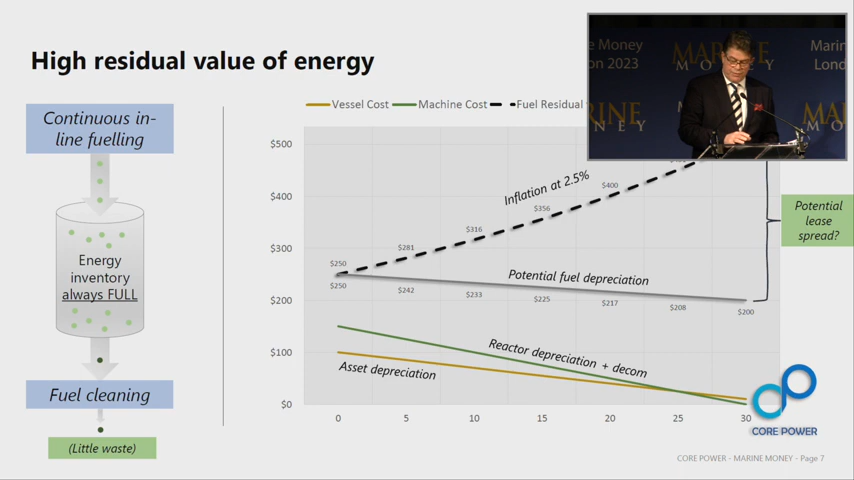 High residual value of energy
Continuous in-
line fuelling
Energy
inventory
always FULL
Fuel cleaning
(Little waste)
Vessel Cost Machine Cost Fuel Residual
$500
$400
$300
$200
$100
$0
0 5 10 15 20 25 30
Inflation at 2.5%
$250 $281 $316 $356 $400
Potential fuel depreciation
$250 $242 $233 $225 $217 $208 $200
Reactor depreciation + decom
Asset depreciation
Potential
lease
spread?
CORE POWER
CORE POWER - MARINE MONEY - Page 7
e Money
on 2023
MARINE
MONEY
Marin
Lond